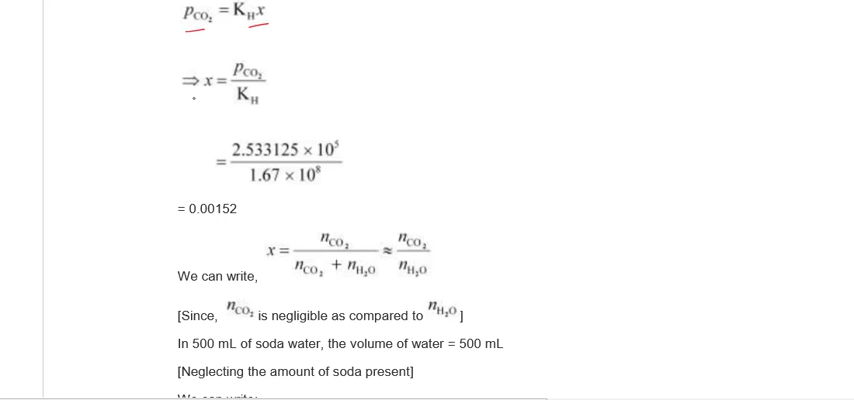 p_CO₂ = K_H x
⇒ x = p_CO₂ / K_H
= 2.533125 × 10⁵ / 1.67 × 10⁸
= 0.00152
We can write, x = n_CO₂ / n_CO₂ + n_H₂O ≈ n_CO₂ / n_H₂O
[Since, n_CO₂ is negligible as compared to n_H₂O ]
In 500 mL of soda water, the volume of water = 500 mL
[Neglecting the amount of soda present]